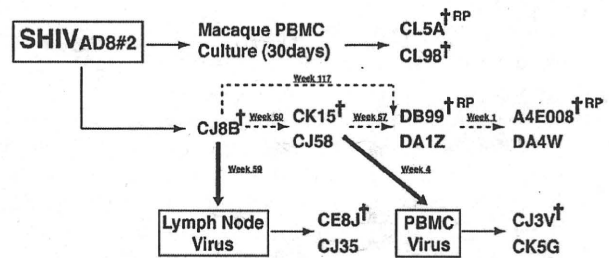 SHIVAD8#2
Macaque PBMC
Culture (30days)
CL5A†RP
CL98†
Week 117
CJ8B†
Week 60
CK15†
CJ58
Week 57
DB99†RP
DA1Z
Week 1
A4E008†RP
DA4W
Week 59
Week 4
Lymph Node
Virus
CE8J†
CJ35
PBMC
Virus
CJ3V†
CK5G